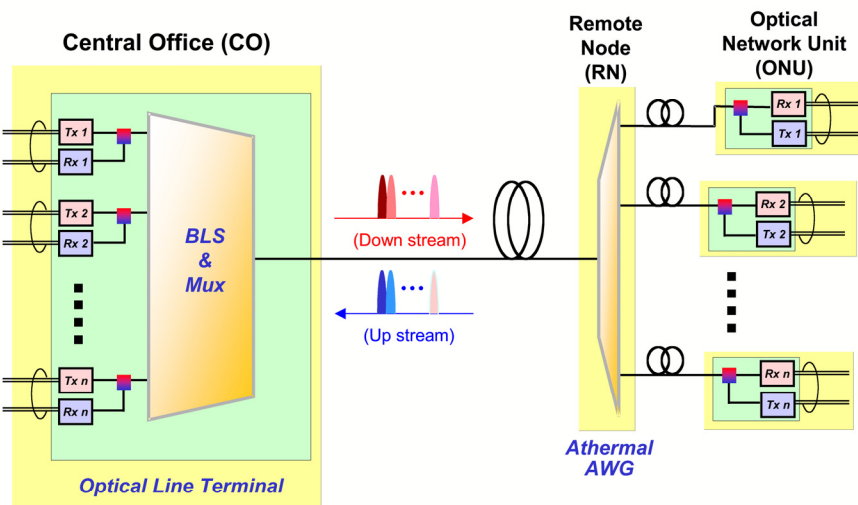 Central Office (CO)
Remote
Node
(RN)
Optical
Network Unit
(ONU)
Tx 1
Rx 1
Tx 2
Rx 2
Tx n
Rx n
BLS
&
Mux
Optical Line Terminal
(Down stream)
(Up stream)
Athermal
AWG
Rx 1
Tx 1
Rx 2
Tx 2
Rx n
Tx n